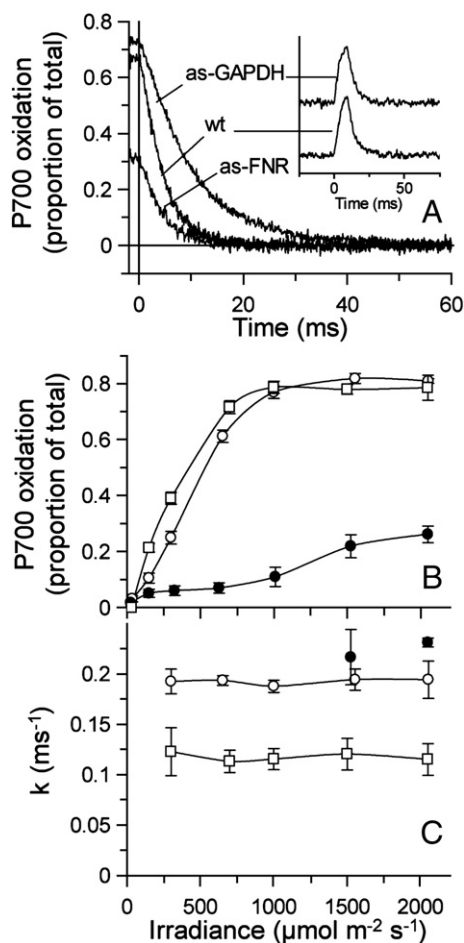 0.8
0.6
0.4
0.2
0
P700 oxidation
(proportion of total)
as-GAPDH
wt
as-FNR
0 50
Time (ms)
A
0 20 40 60
Time (ms)
0.8
0.6
0.4
0.2
0
P700 oxidation
(proportion of total)
B
0.2
0.15
0.1
0.05
0
k (ms-1)
C
0 500 1000 1500 2000
Irradiance (μmol m-2 s-1)